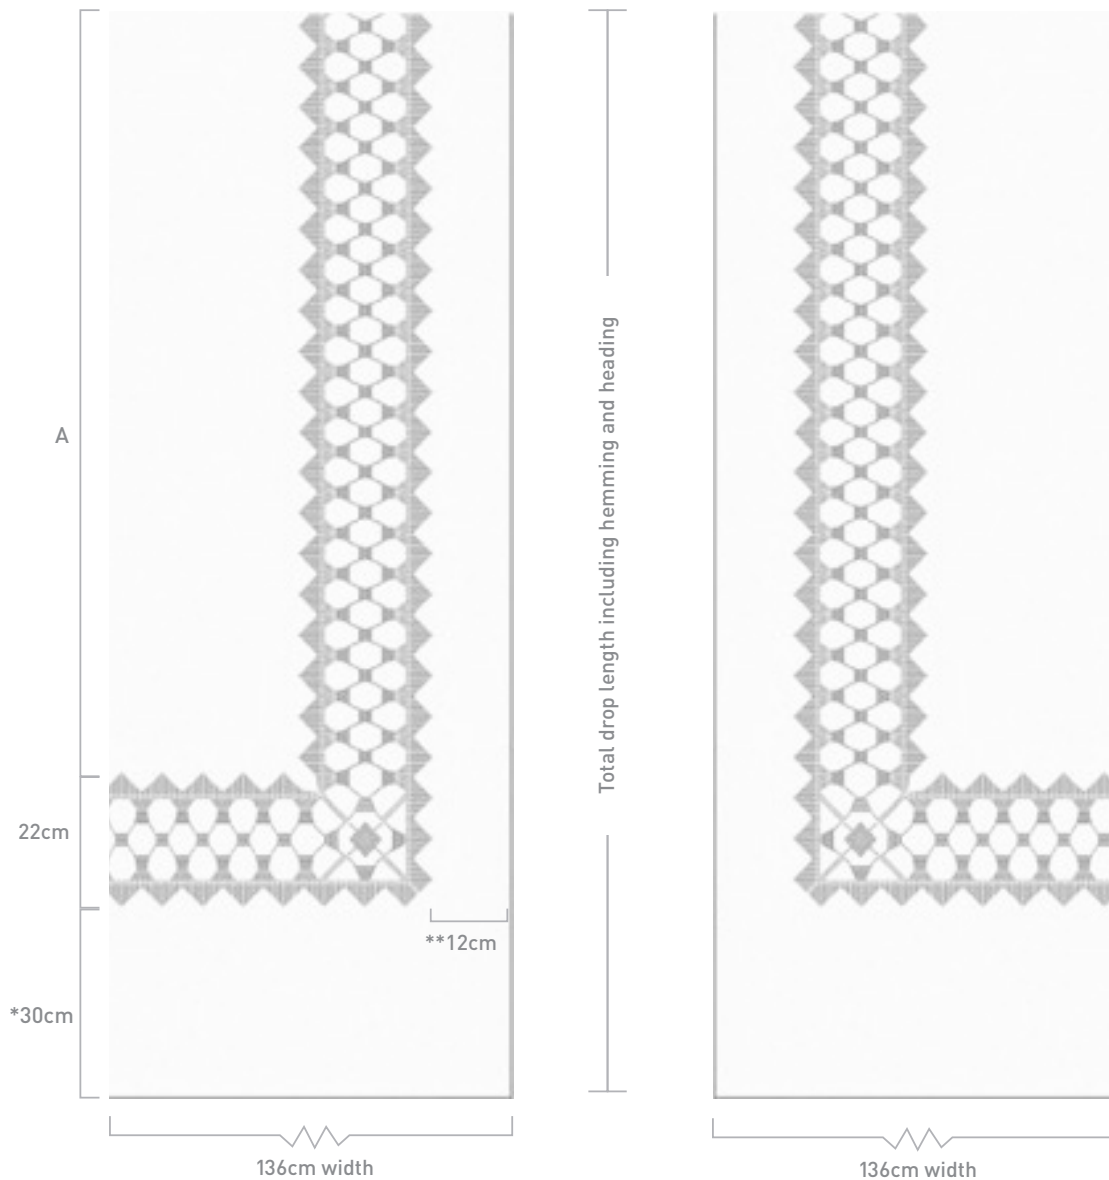 A
Total drop length including hemming and heading
22cm
**12cm
*30cm
136cm width
136cm width